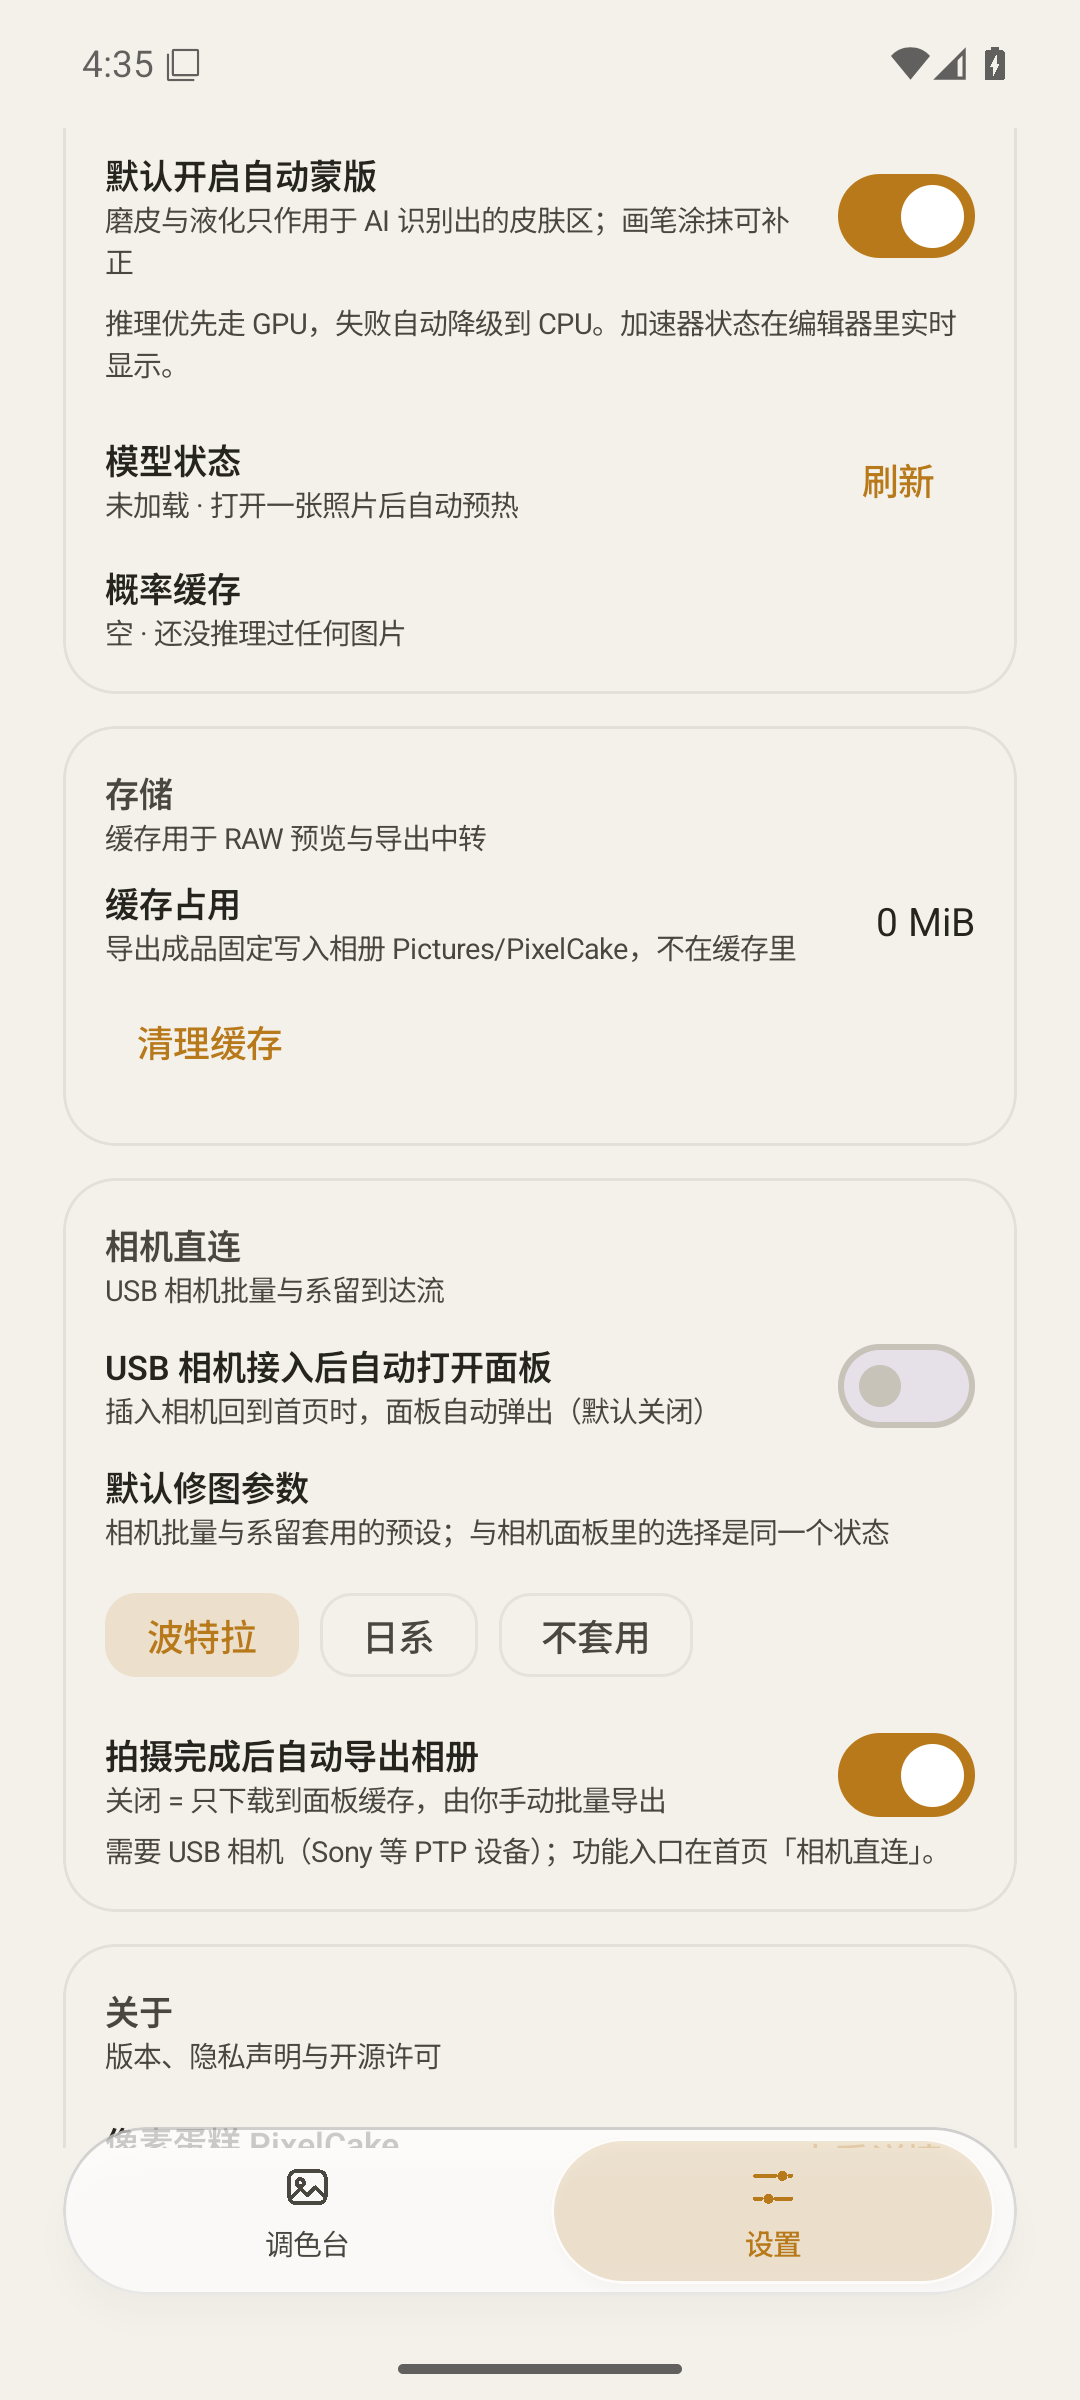 4:35
默认开启自动蒙版
磨皮与液化只作用于 AI 识别出的皮肤区；画笔涂抹可补
正
推理优先走 GPU，失败自动降级到 CPU。加速器状态在编辑器里实时
显示。
模型状态
刷新
未加载 · 打开一张照片后自动预热
概率缓存
空 · 还没推理过任何图片
存储
缓存用于 RAW 预览与导出中转
缓存占用
0 MiB
导出成品固定写入相册 Pictures/PixelCake，不在缓存里
清理缓存
相机直连
USB 相机批量与系留到达流
USB 相机接入后自动打开面板
插入相机回到首页时，面板自动弹出（默认关闭）
默认修图参数
相机批量与系留套用的预设；与相机面板里的选择是同一个状态
波特拉
日系
不套用
拍摄完成后自动导出相册
关闭 = 只下载到面板缓存，由你手动批量导出
需要 USB 相机（Sony 等 PTP 设备）；功能入口在首页「相机直连」。
关于
版本、隐私声明与开源许可
像素蛋糕 PixelCake
调色台
设置